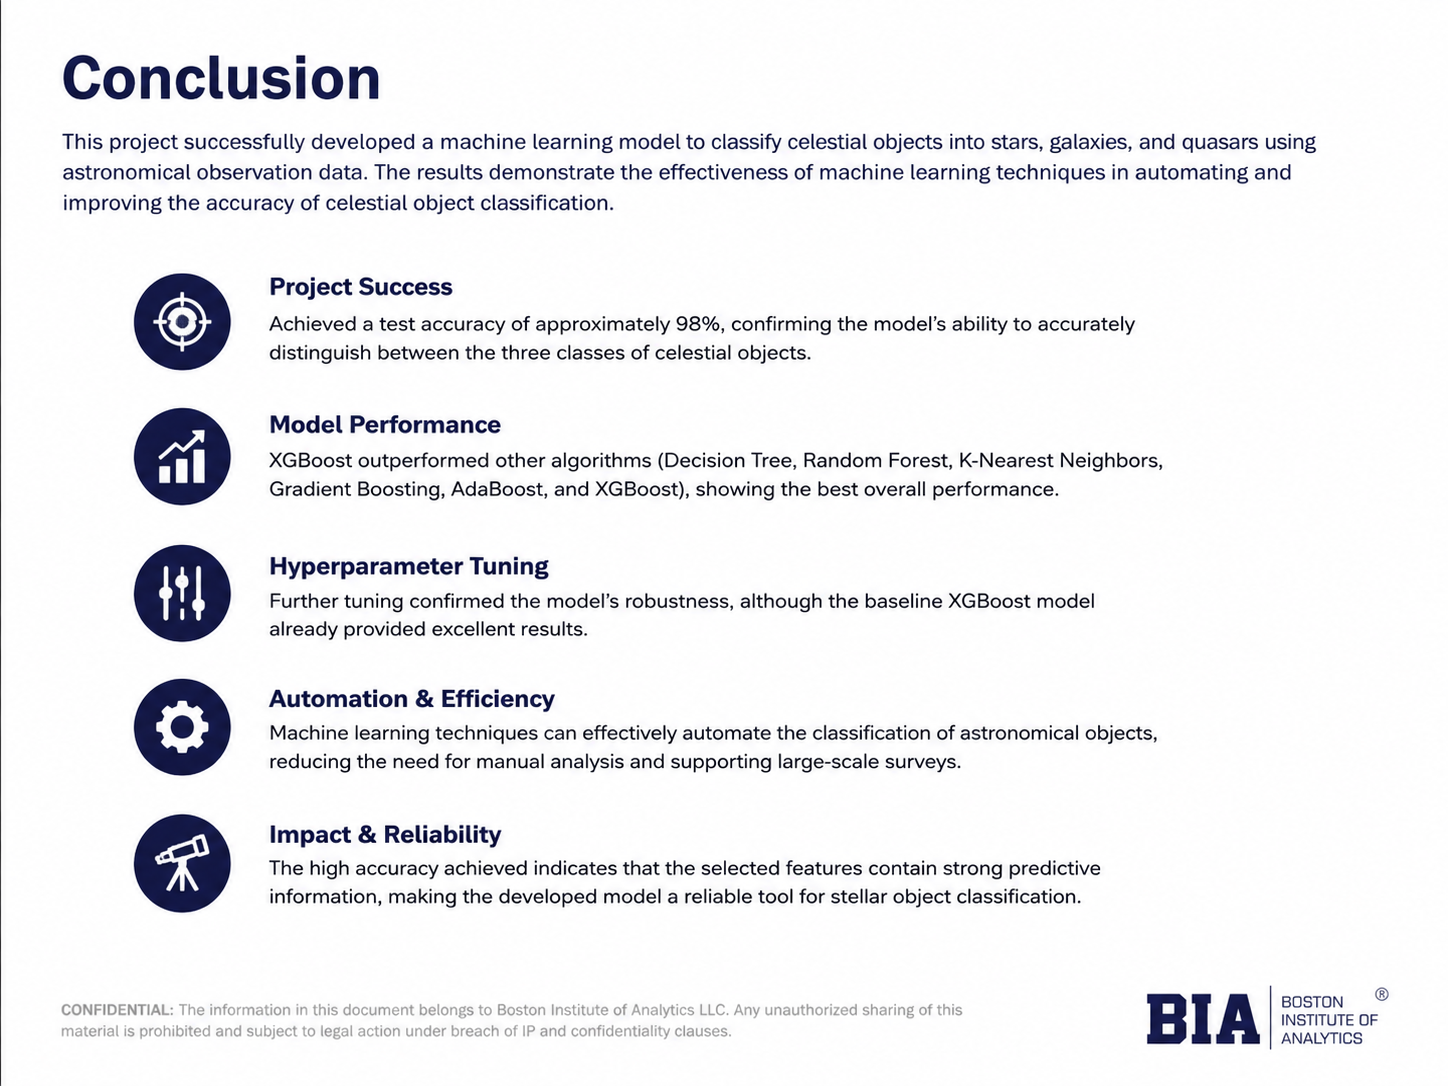 Conclusion
This project successfully developed a machine learning model to classify celestial objects into stars, galaxies, and quasars using
astronomical observation data. The results demonstrate the effectiveness of machine learning techniques in automating and
improving the accuracy of celestial object classification.
Project Success
Achieved a test accuracy of approximately 98%, confirming the model’s ability to accurately
distinguish between the three classes of celestial objects.
Model Performance
XGBoost outperformed other algorithms (Decision Tree, Random Forest, K-Nearest Neighbors,
Gradient Boosting, AdaBoost, and XGBoost), showing the best overall performance.
Hyperparameter Tuning
Further tuning confirmed the model’s robustness, although the baseline XGBoost model
already provided excellent results.
Automation & Efficiency
Machine learning techniques can effectively automate the classification of astronomical objects,
reducing the need for manual analysis and supporting large-scale surveys.
Impact & Reliability
The high accuracy achieved indicates that the selected features contain strong predictive
information, making the developed model a reliable tool for stellar object classification.
CONFIDENTIAL: The information in this document belongs to Boston Institute of Analytics LLC. Any unauthorized sharing of this
material is prohibited and subject to legal action under breach of IP and confidentiality clauses.
BIA
BOSTON ®
INSTITUTE OF
ANALYTICS